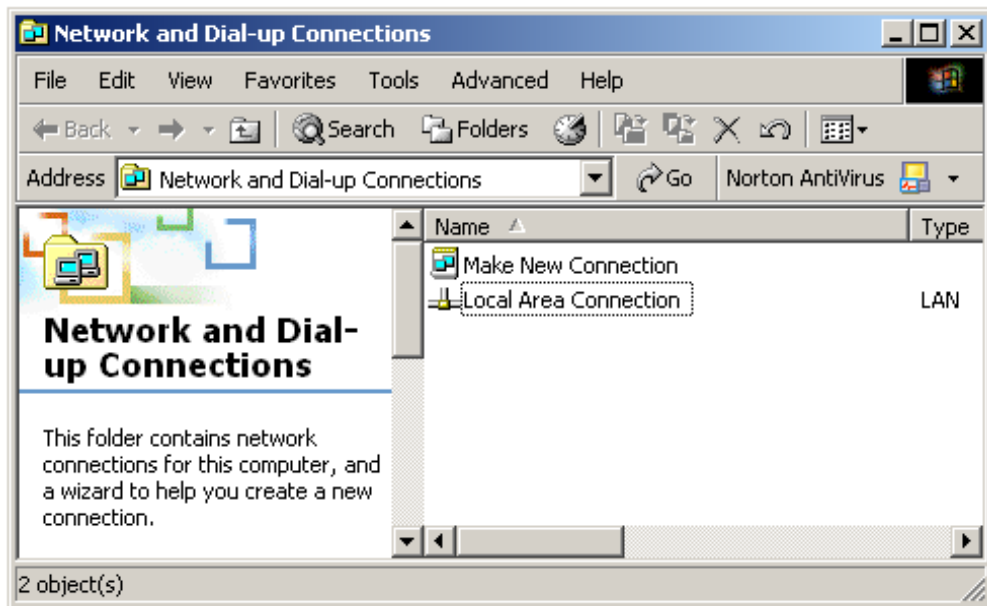 Network and Dial-up Connections
File Edit View Favorites Tools Advanced Help
Back Search Folders
Address Network and Dial-up Connections Go Norton AntiVirus
Name Type
Make New Connection
Local Area Connection LAN
Network and Dial-
up Connections
This folder contains network
connections for this computer, and
a wizard to help you create a new
connection.
2 object(s)